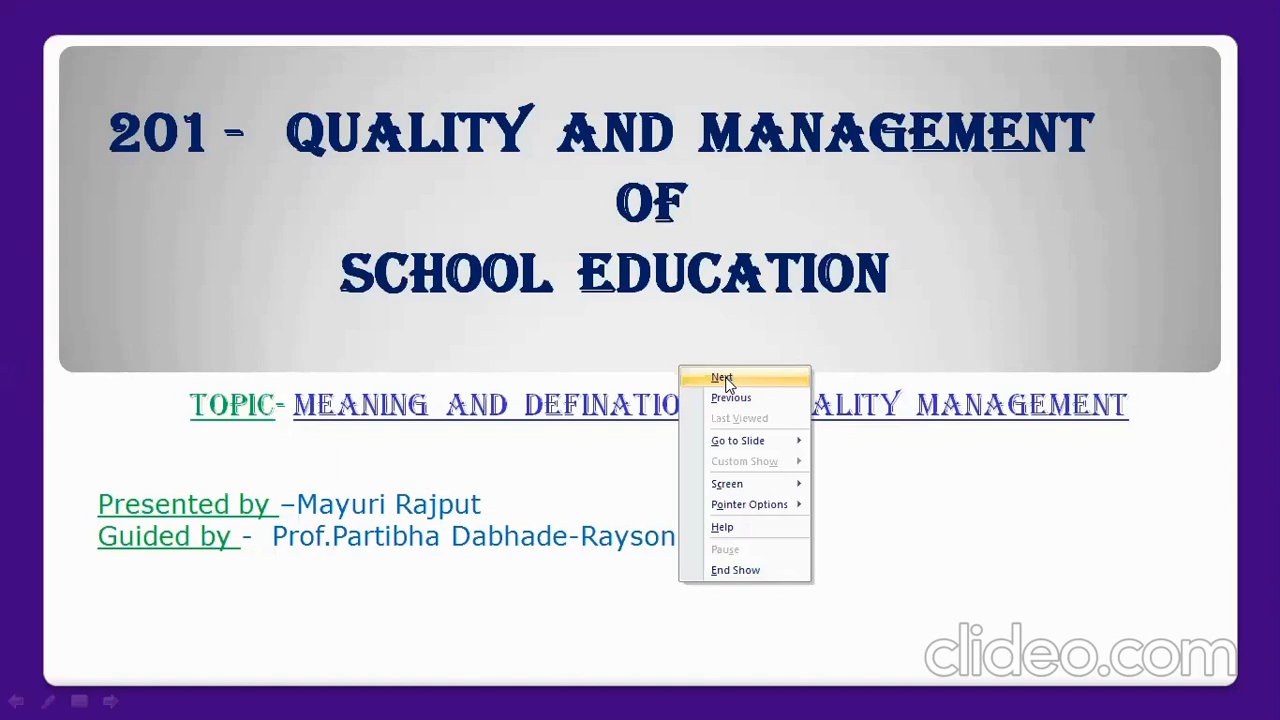 201 - QUALITY AND MANAGEMENT
OF
SCHOOL EDUCATION
TOPIC- MEANING AND DEFINATIO ALITY MANAGEMENT
Presented by –Mayuri Rajput
Guided by - Prof.Partibha Dabhade-Rayson
Next
Previous
Last Viewed
Go to Slide
Custom Show
Screen
Pointer Options
Help
Pause
End Show
clideo.com